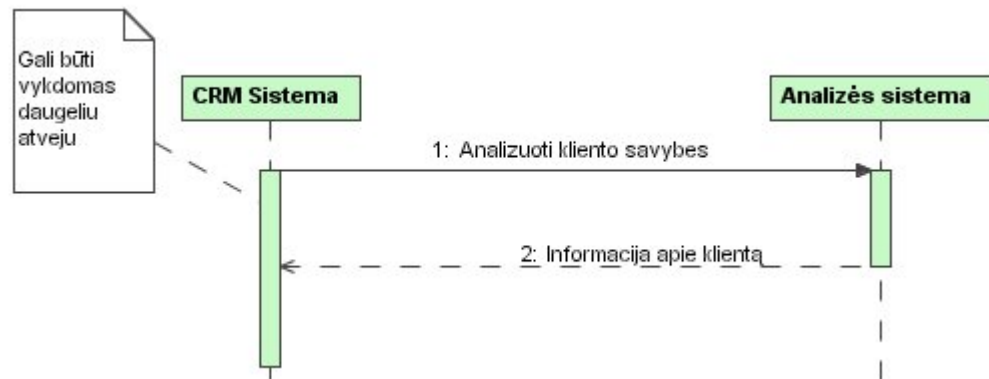 Gali būti
vykdomas
daugeliu
atveju
CRM Sistema
Analizės sistema
1: Analizuoti kliento savybes
2: Informacija apie klientą